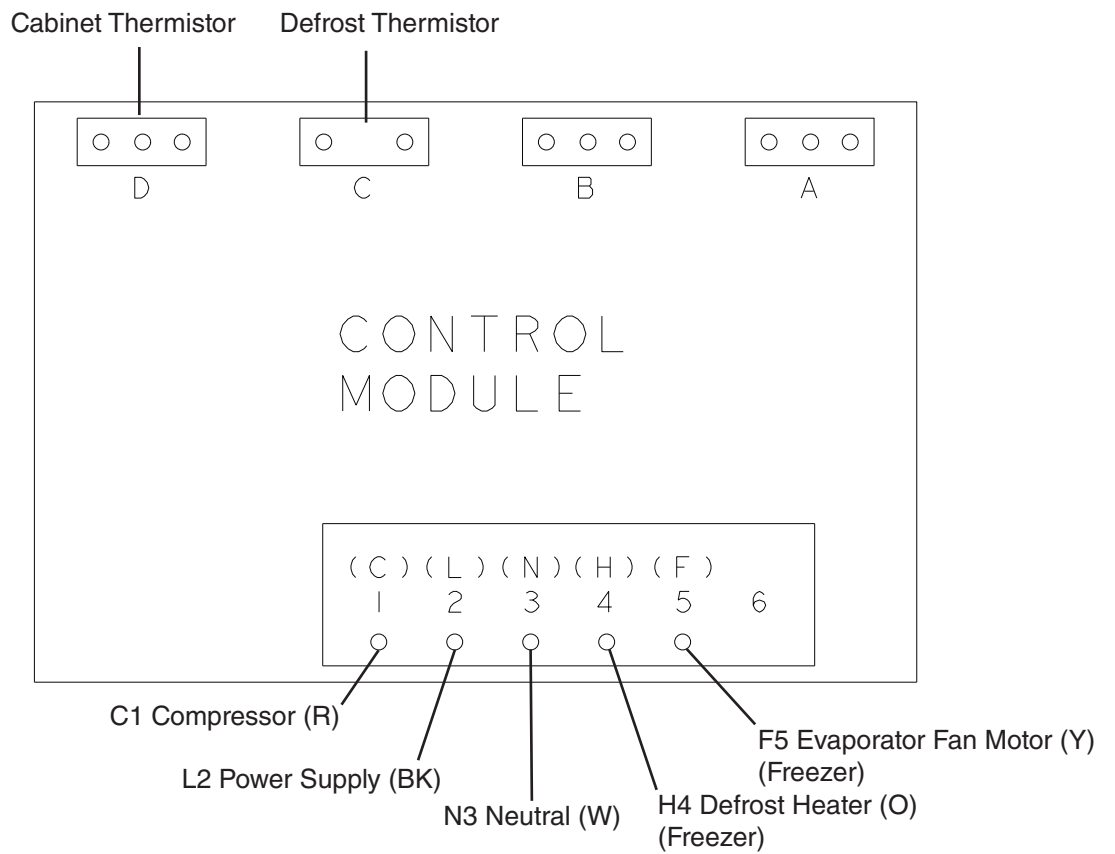 Cabinet Thermistor
Defrost Thermistor
D
C
B
A
CONTROL
MODULE
(C) (L) (N) (H) (F)
1 2 3 4 5 6
C1 Compressor (R)
L2 Power Supply (BK)
N3 Neutral (W)
H4 Defrost Heater (O)
(Freezer)
F5 Evaporator Fan Motor (Y)
(Freezer)